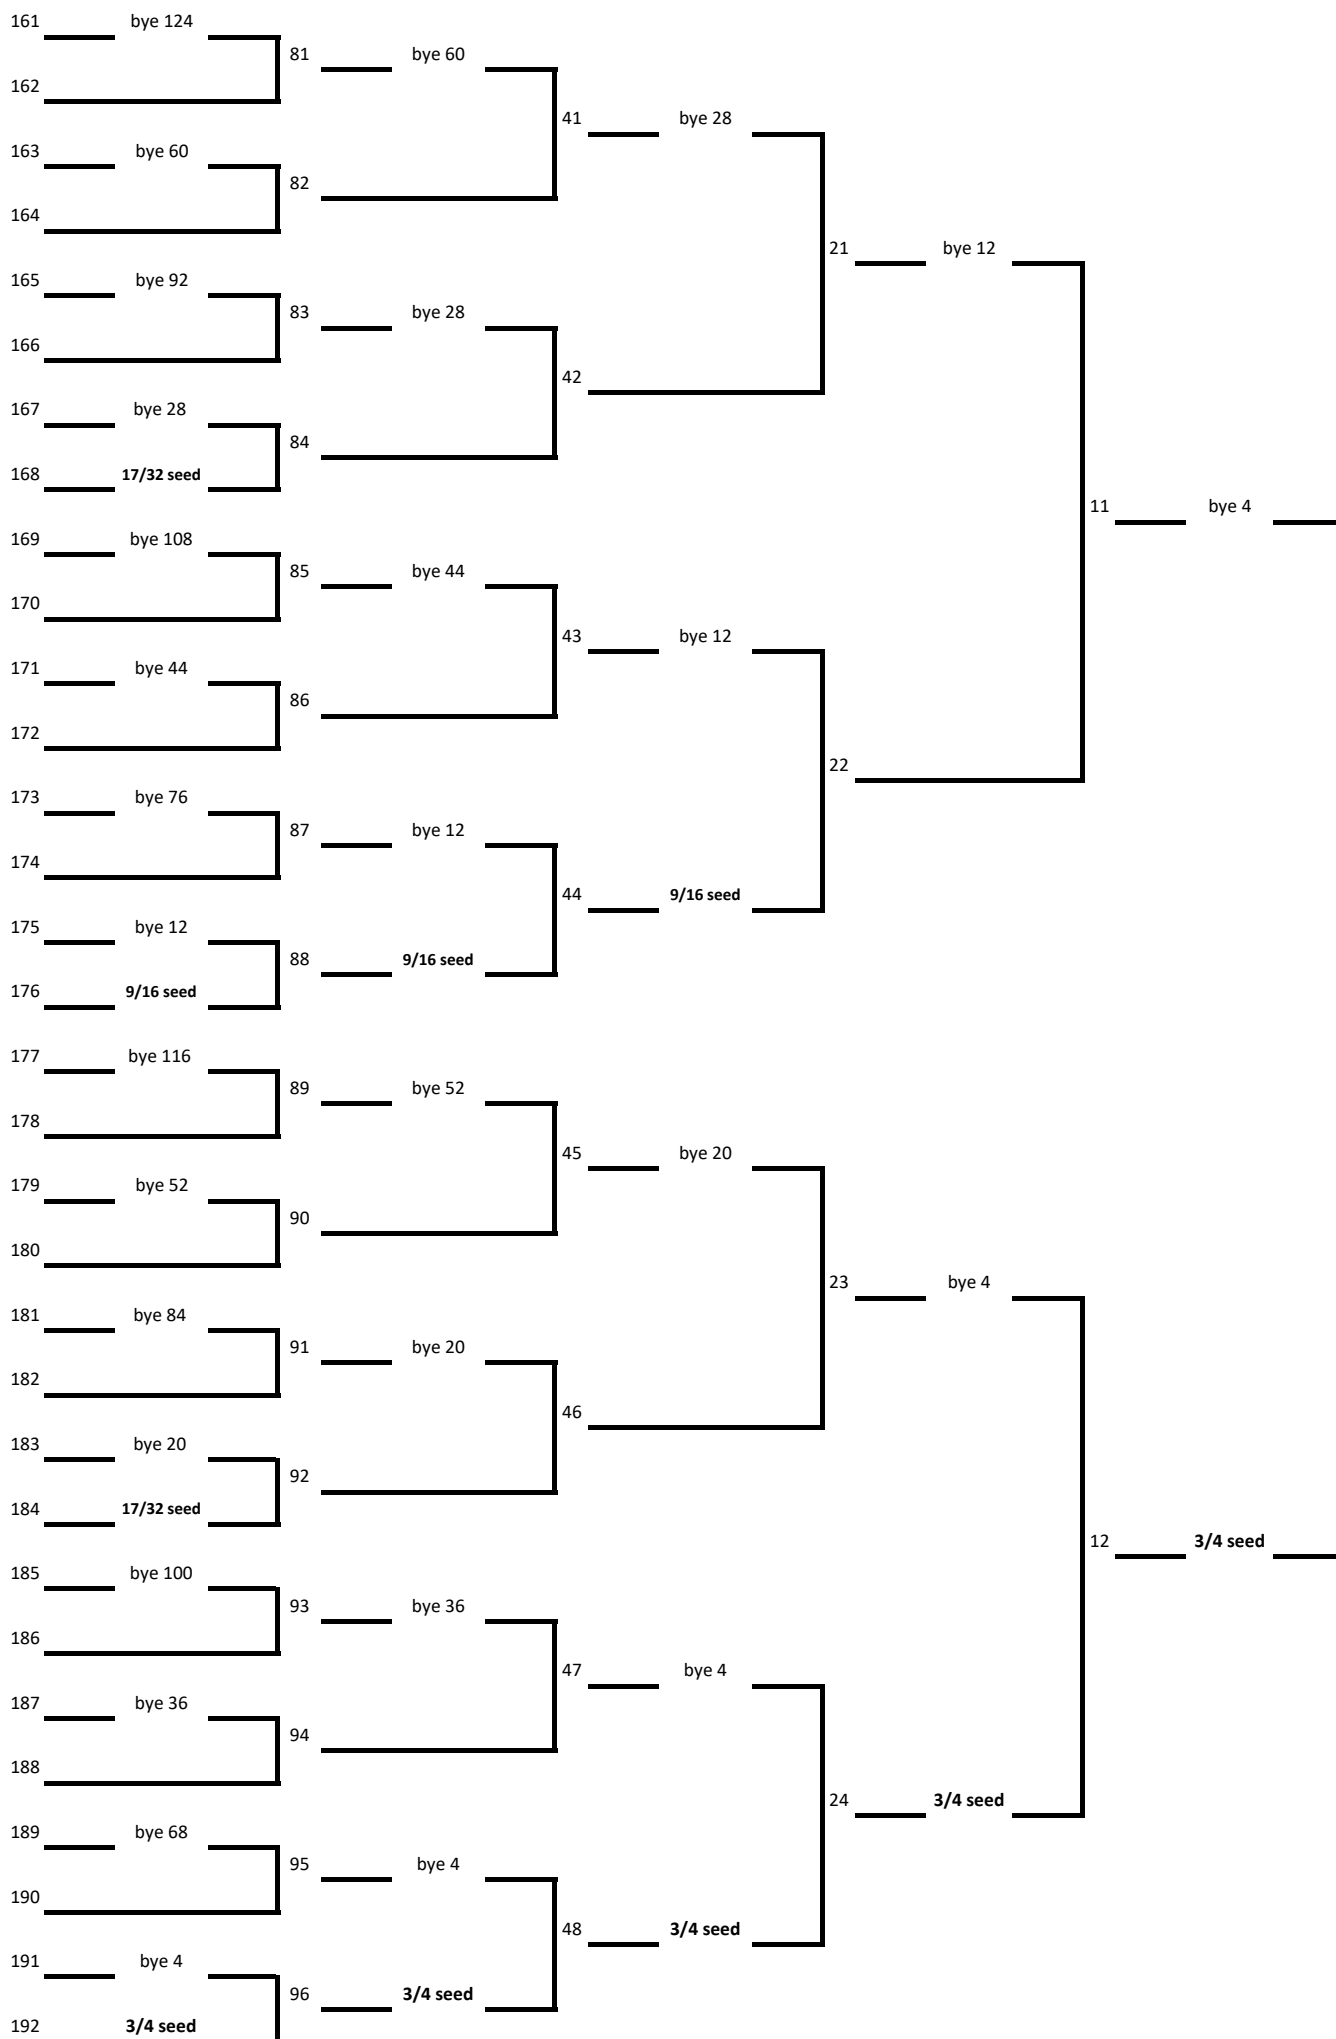 161 bye 124
81 bye 60
162
41 bye 28
163 bye 60
82
164
21 bye 12
165 bye 92
83 bye 28
166
42
167 bye 28
84
168 17/32 seed
11 bye 4
169 bye 108
85 bye 44
170
43 bye 12
171 bye 44
86
172
22
173 bye 76
87 bye 12
174
44 9/16 seed
175 bye 12
88 9/16 seed
176 9/16 seed
177 bye 116
89 bye 52
178
45 bye 20
179 bye 52
90
180
23 bye 4
181 bye 84
91 bye 20
182
46
183 bye 20
92
184 17/32 seed
12 3/4 seed
185 bye 100
93 bye 36
186
47 bye 4
187 bye 36
94
188
24 3/4 seed
189 bye 68
95 bye 4
190
48 3/4 seed
191 bye 4
96 3/4 seed
192 3/4 seed